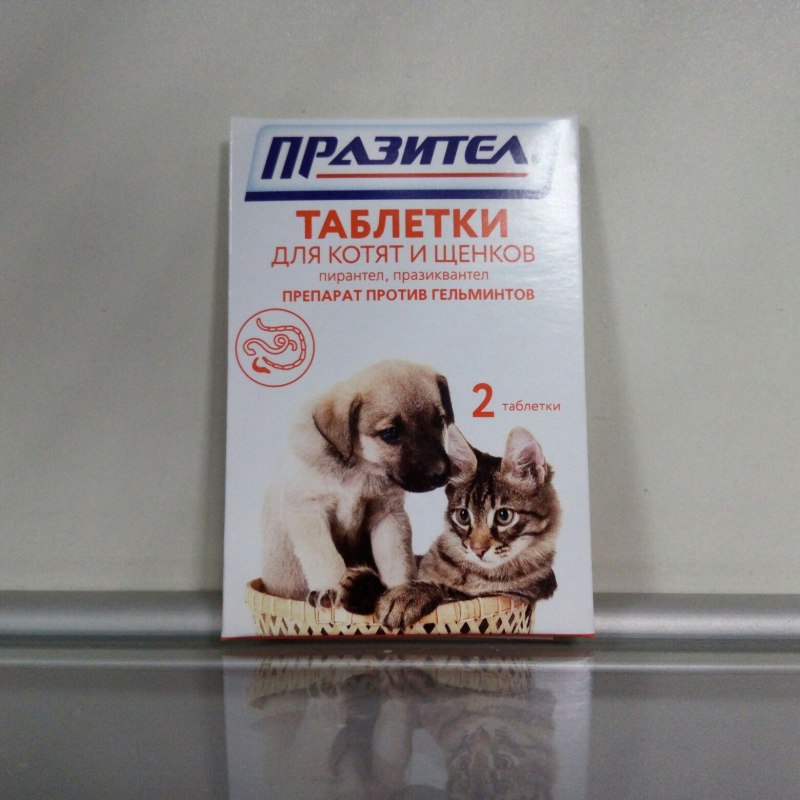 ПРАЗИТЕЛ®
ТАБЛЕТКИ
ДЛЯ КОТЯТ И ЩЕНКОВ
пирантел, празиквантел
ПРЕПАРАТ ПРОТИВ ГЕЛЬМИНТОВ
2 таблетки